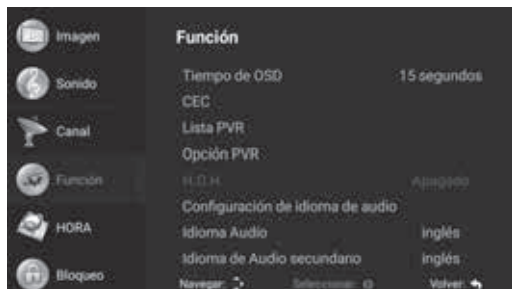 Imagen
Sonido
Canal
Función
HORA
Bloqueo
Función
Tiempo de OSD 15 segundos
CEC
Lista PVR
Opción PVR
H.O.H. Apagado
Configuración de idioma de audio
Idioma Audio inglés
Idioma de Audio secundario inglés
Navegar: Seleccionar: Volver: